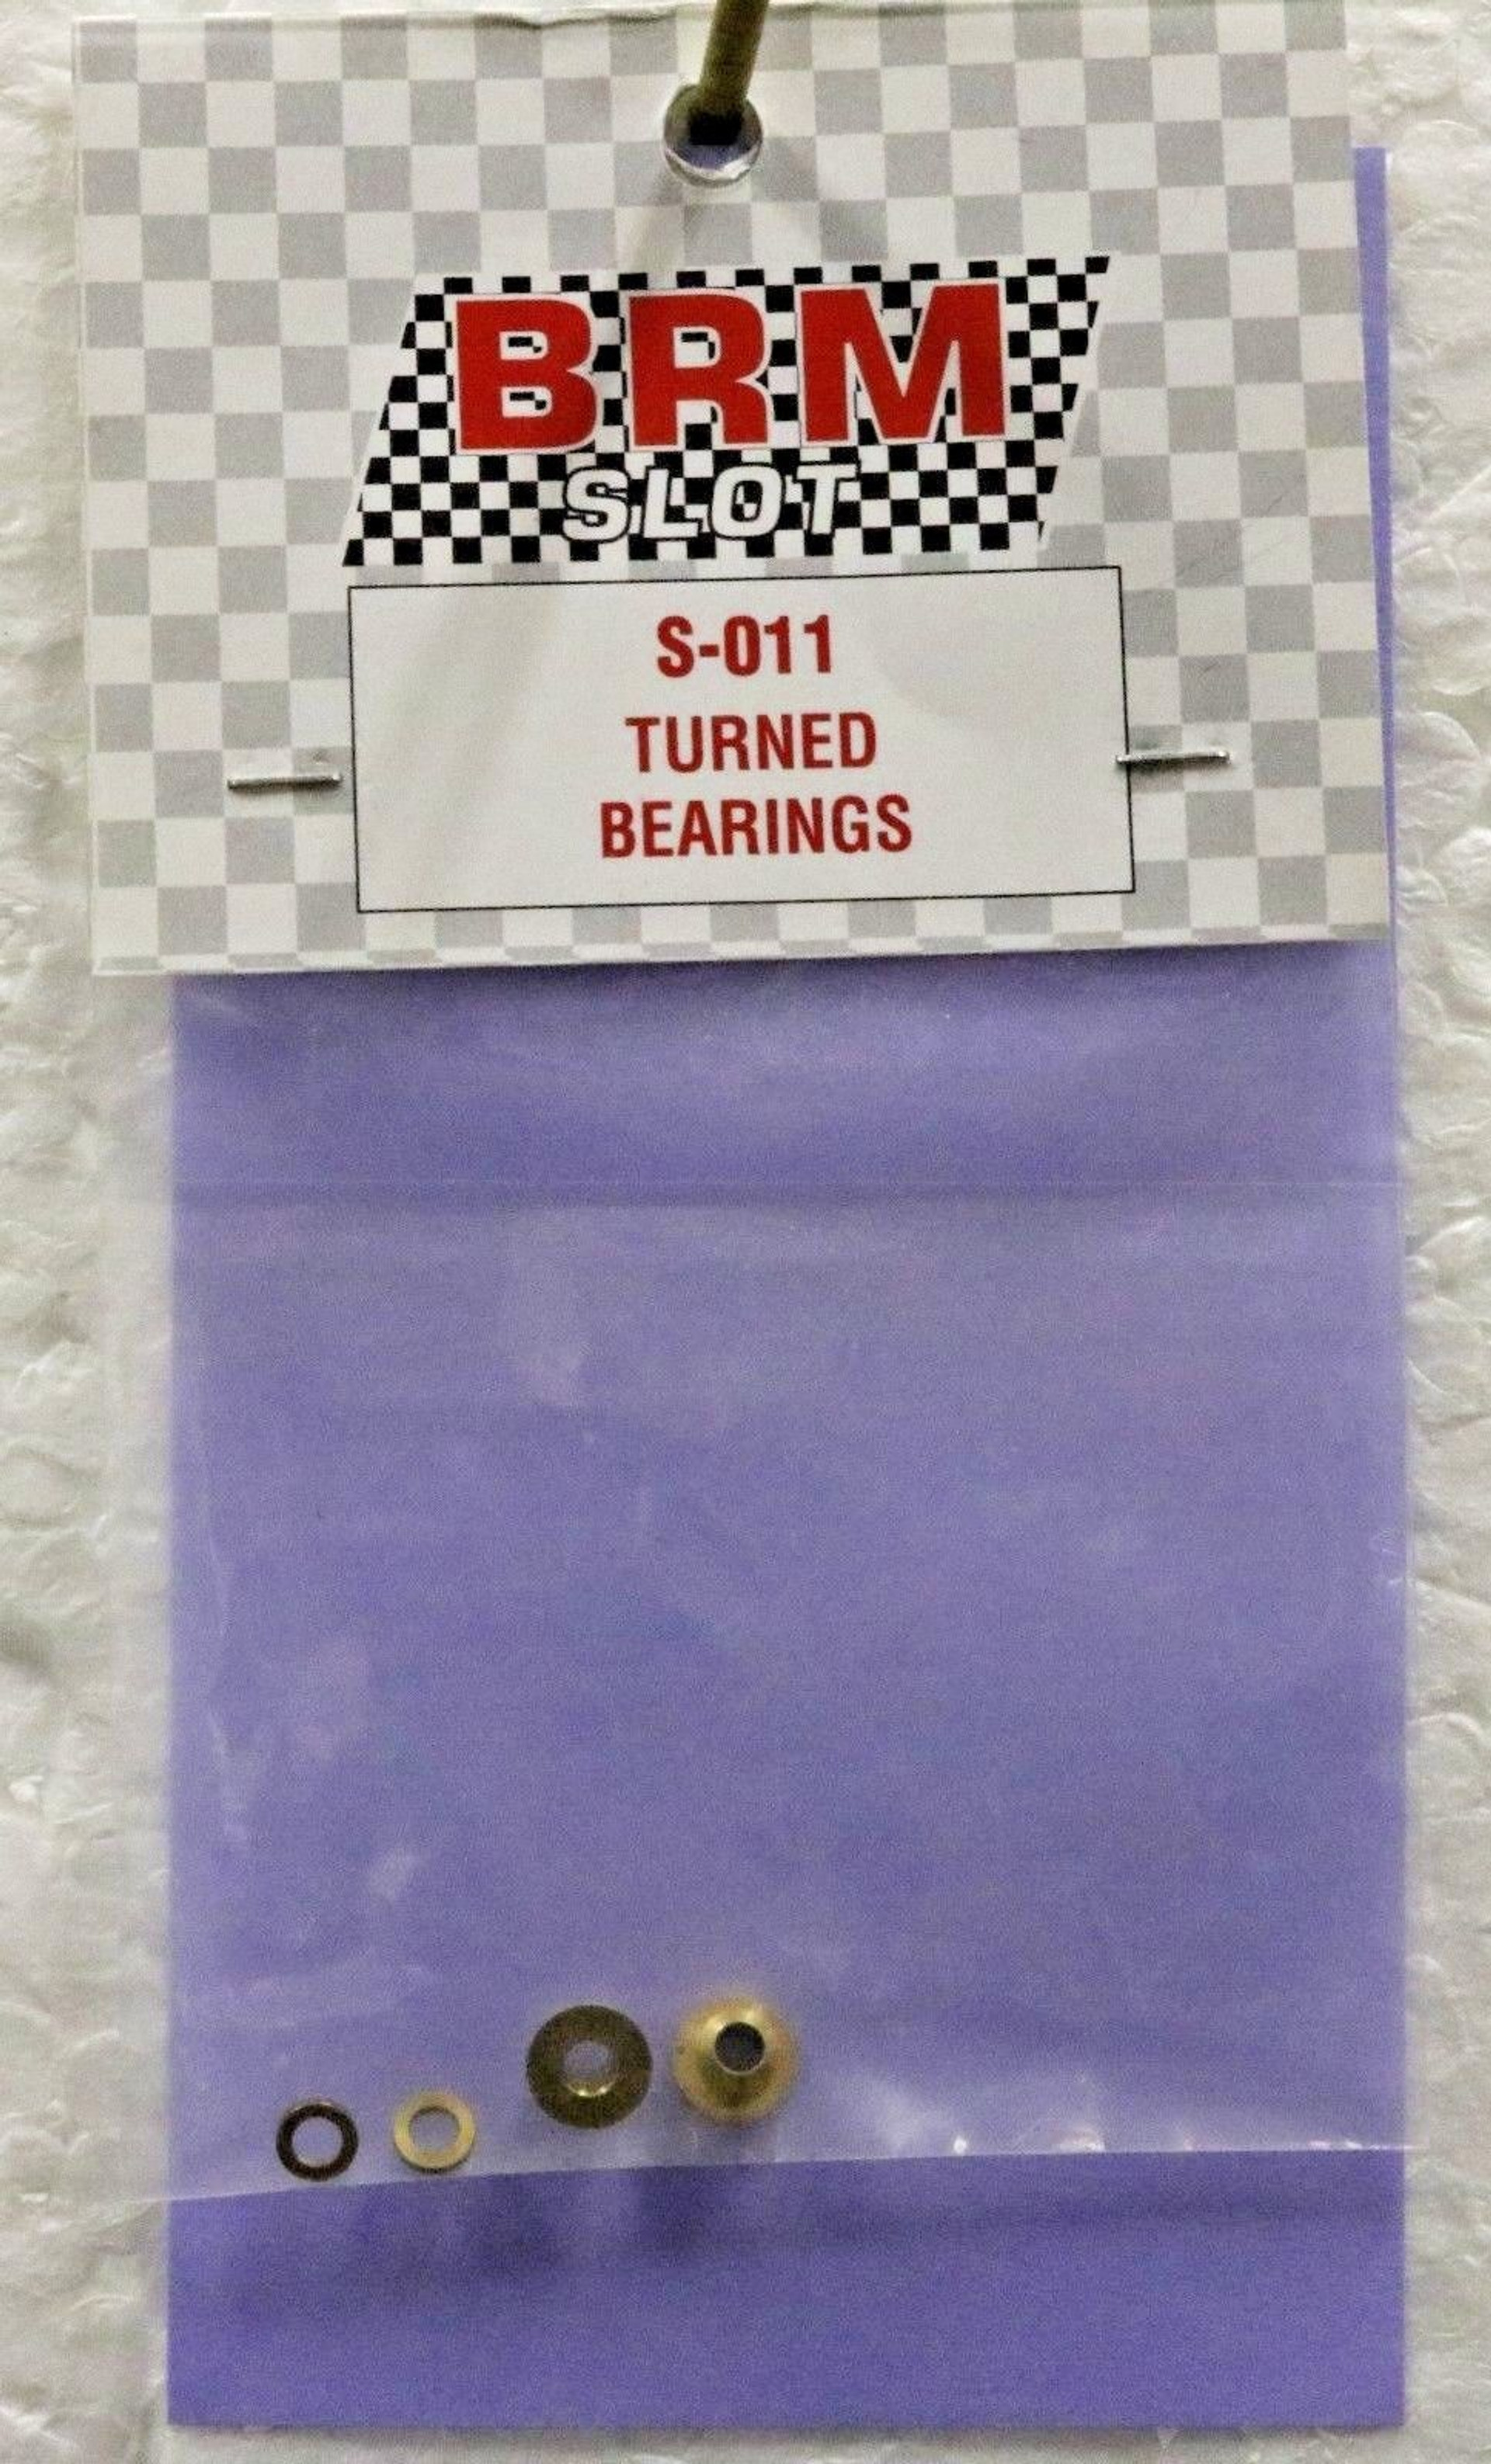 BRM
SLOT
S-011
TURNED
BEARINGS